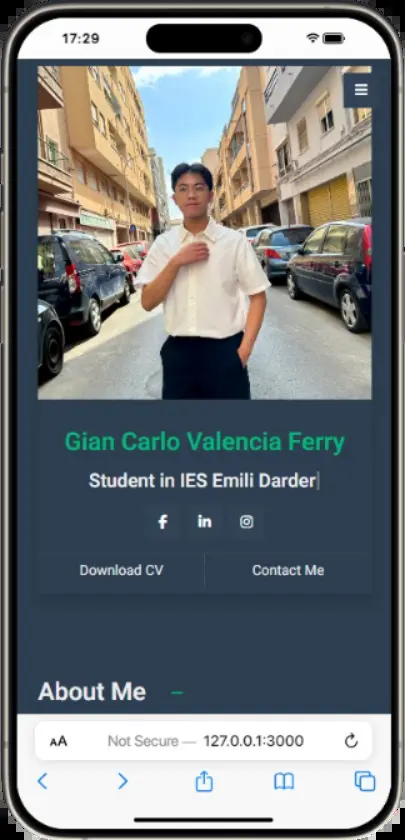 17:29
Gian Carlo Valencia Ferry
Student in IES Emili Darder
Download CV
Contact Me
About Me
AA
Not Secure — 127.0.0.1:3000